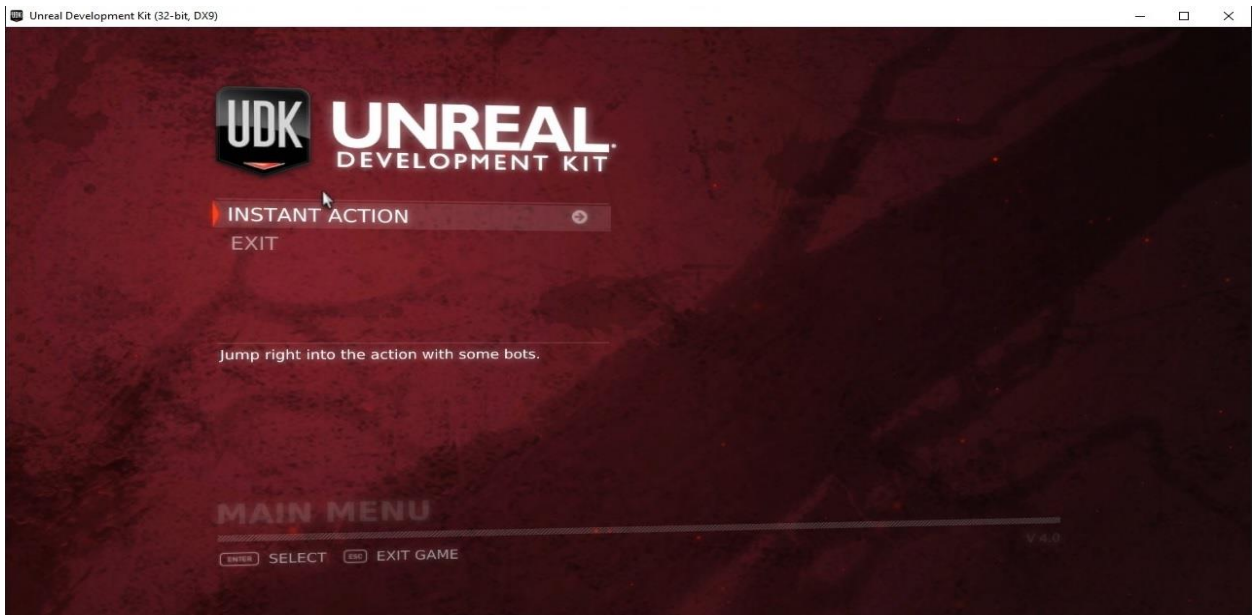 Unreal Development Kit (32-bit, DX9)
UDK UNREAL
DEVELOPMENT KIT
INSTANT ACTION
EXIT
Jump right into the action with some bots.
MAIN MENU
V 4.0
ENTER SELECT ESC EXIT GAME